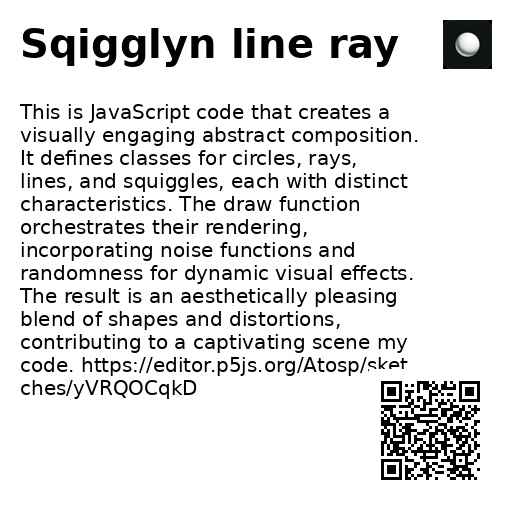 Sqigglyn line ray
This is JavaScript code that creates a
visually engaging abstract composition.
It defines classes for circles, rays,
lines, and squiggles, each with distinct
characteristics. The draw function
orchestrates their rendering,
incorporating noise functions and
randomness for dynamic visual effects.
The result is an aesthetically pleasing
blend of shapes and distortions,
contributing to a captivating scene my
code. https://editor.p5js.org/Atosp/sket
ches/yVRQOCqkD